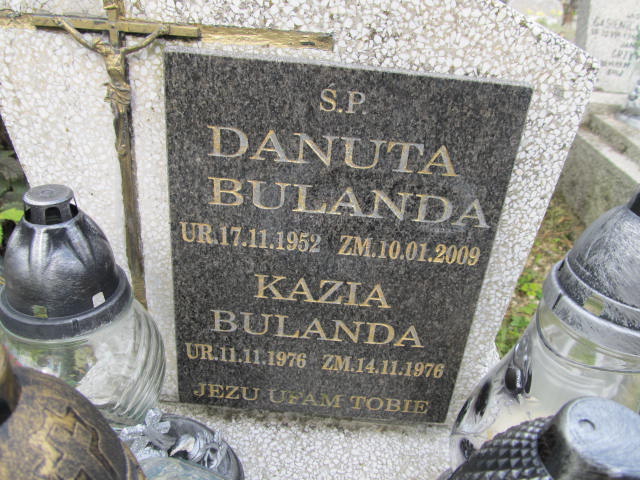 Ś.P.
DANUTA
BULANDA
UR.17.11.1952 ZM.10.01.2009
KAZIA
BULANDA
UR.11.11.1976 ZM.14.11.1976
JEZU UFAM TOBIE